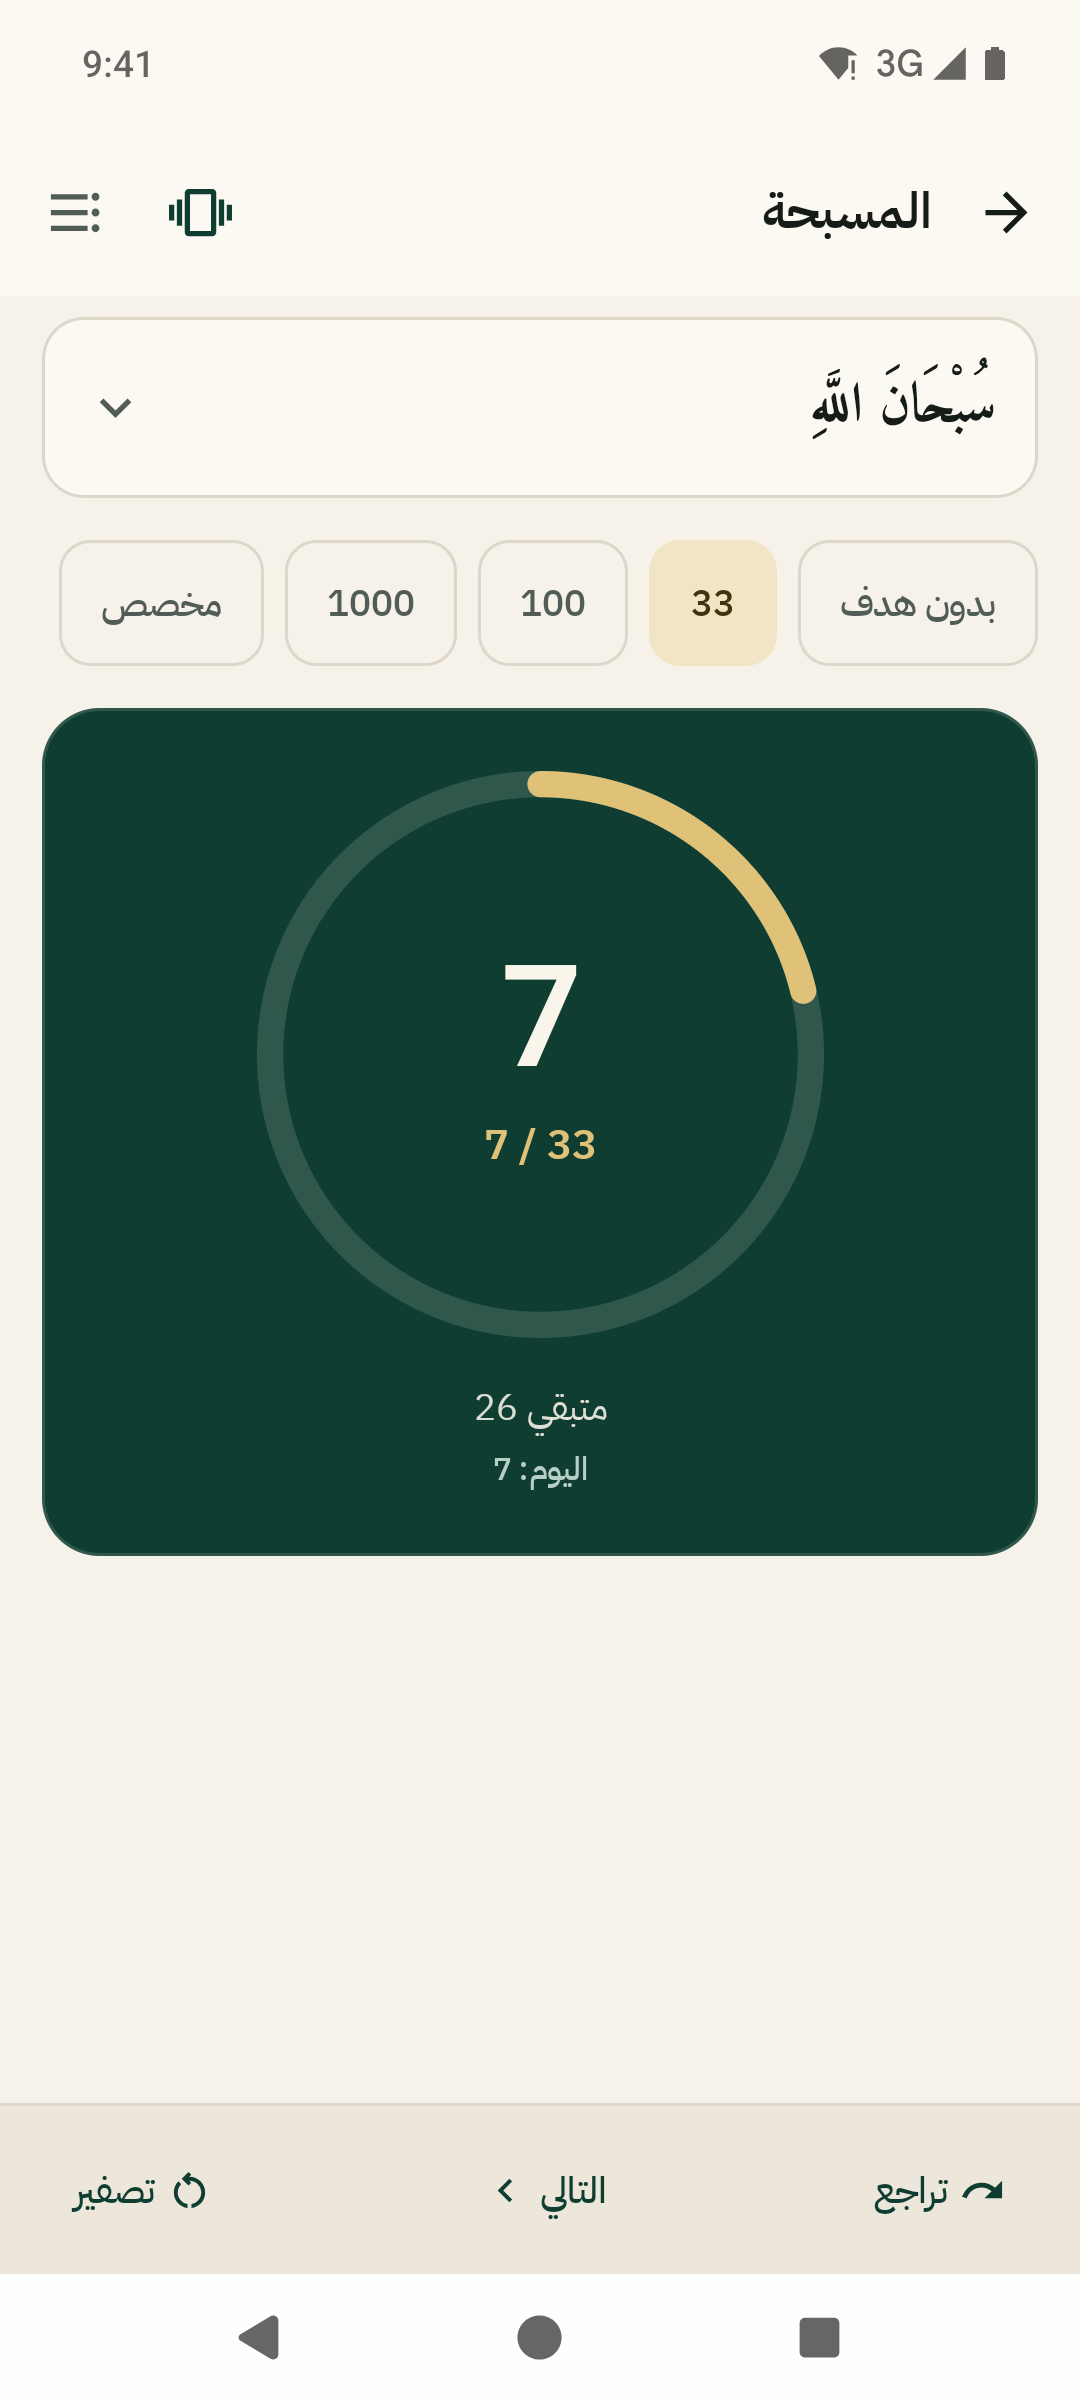 9:41 3G
المسبحة
سُبْحَانَ اللَّهِ
بدون هدف 33 100 1000 مخصص
7
7 / 33
متبقي 26
اليوم: 7
تراجع التالي تصفير